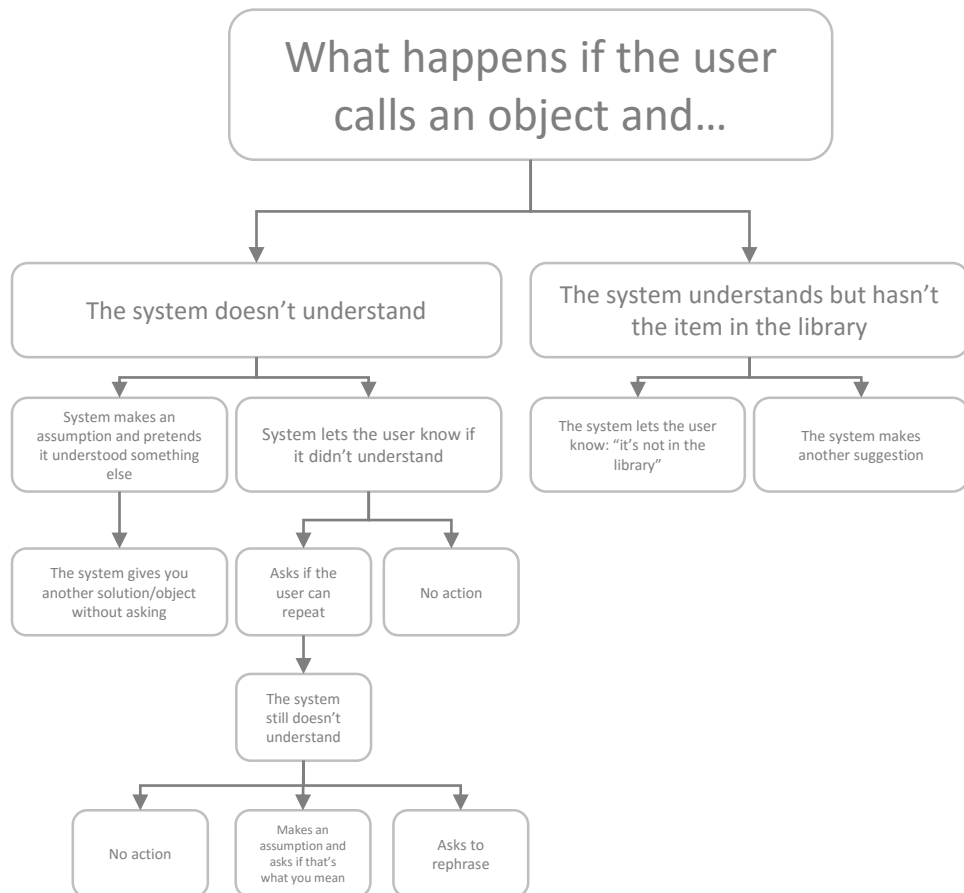 What happens if the user
calls an object and…
The system doesn’t understand
The system understands but hasn’t
the item in the library
System makes an
assumption and pretends
it understood something
else
System lets the user know if
it didn’t understand
The system lets the user
know: “it’s not in the
library”
The system makes
another suggestion
The system gives you
another solution/object
without asking
Asks if the
user can
repeat
No action
The system
still doesn’t
understand
No action
Makes an
assumption and
asks if that’s
what you mean
Asks to
rephrase